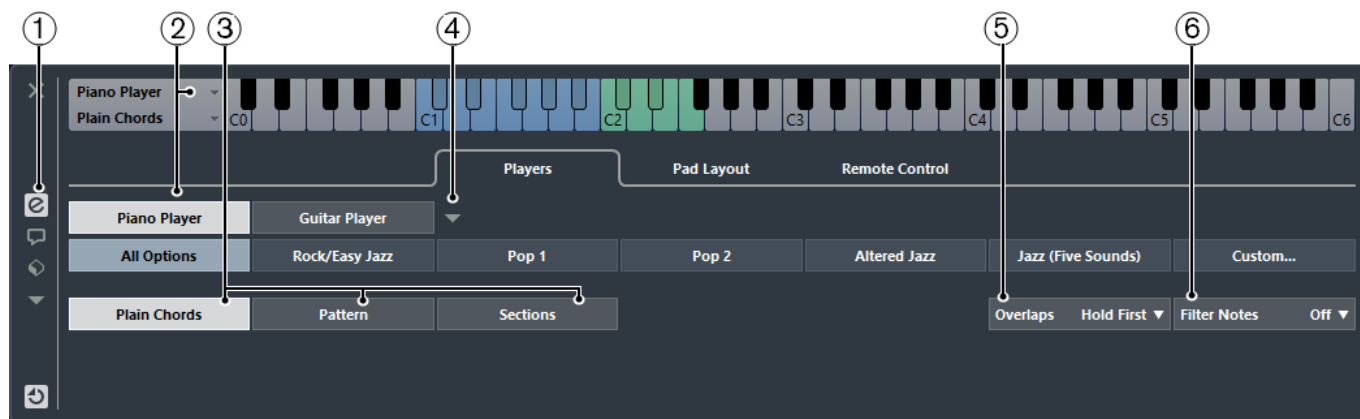 1 2 3 4 5 6
Piano Player
Plain Chords
C0 C1 C2 C3 C4 C5 C6
Players Pad Layout Remote Control
e
Piano Player Guitar Player
All Options Rock/Easy Jazz Pop 1 Pop 2 Altered Jazz Jazz (Five Sounds) Custom...
Plain Chords Pattern Sections Overlaps Hold First Filter Notes Off